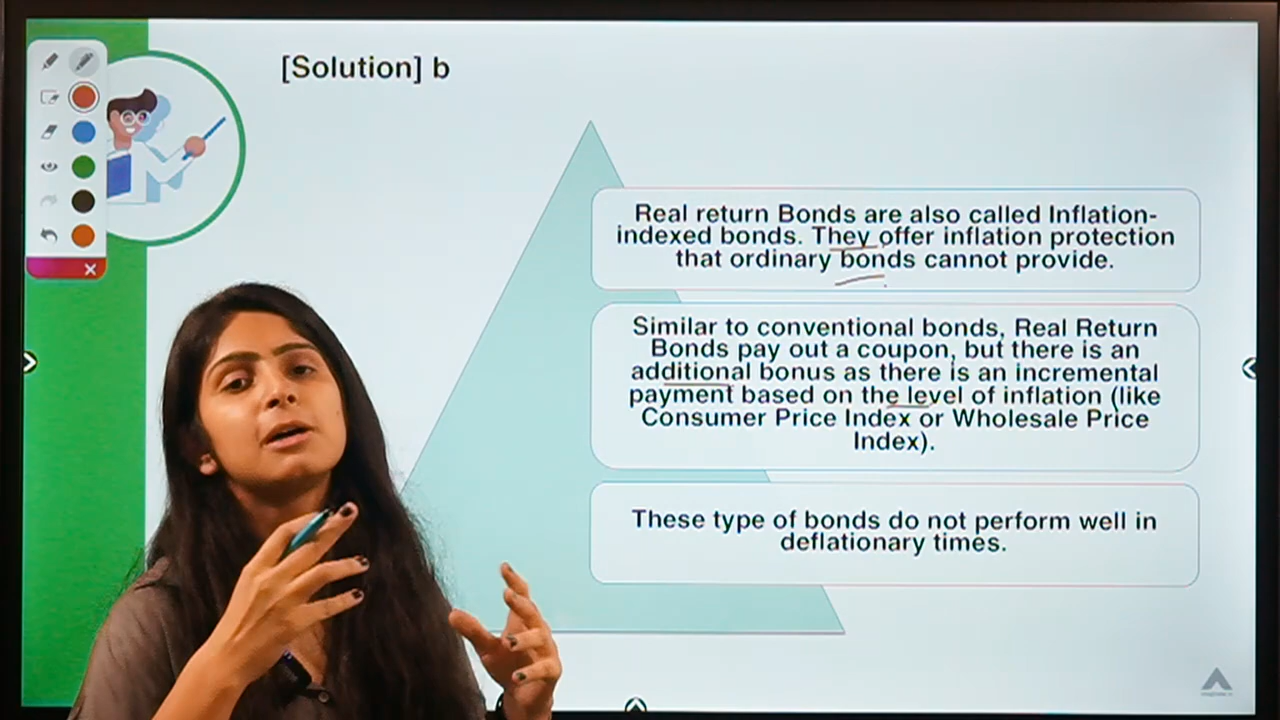 [Solution] b
Real return Bonds are also called Inflation-
indexed bonds. They offer inflation protection
that ordinary bonds cannot provide.
Similar to conventional bonds, Real Return
Bonds pay out a coupon, but there is an
additional bonus as there is an incremental
payment based on the level of inflation (like
Consumer Price Index or Wholesale Price
Index).
These type of bonds do not perform well in
deflationary times.